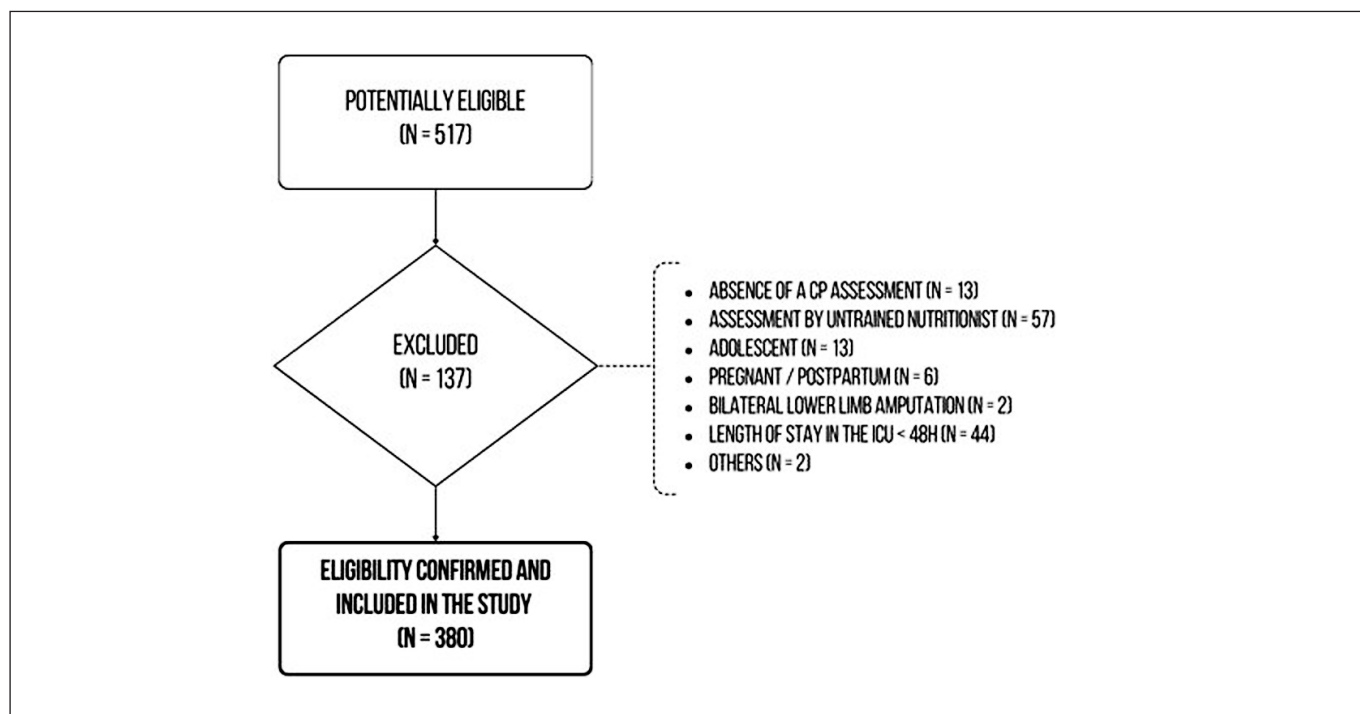 POTENTIALLY ELIGIBLE
(N = 517)
EXCLUDED
(N = 137)
• ABSENCE OF A CP ASSESSMENT (N = 13)
• ASSESSMENT BY UNTRAINED NUTRITIONIST (N = 57)
• ADOLESCENT (N = 13)
• PREGNANT / POSTPARTUM (N = 6)
• BILATERAL LOWER LIMB AMPUTATION (N = 2)
• LENGTH OF STAY IN THE ICU < 48H (N = 44)
• OTHERS (N = 2)
ELIGIBILITY CONFIRMED AND
INCLUDED IN THE STUDY
(N = 380)